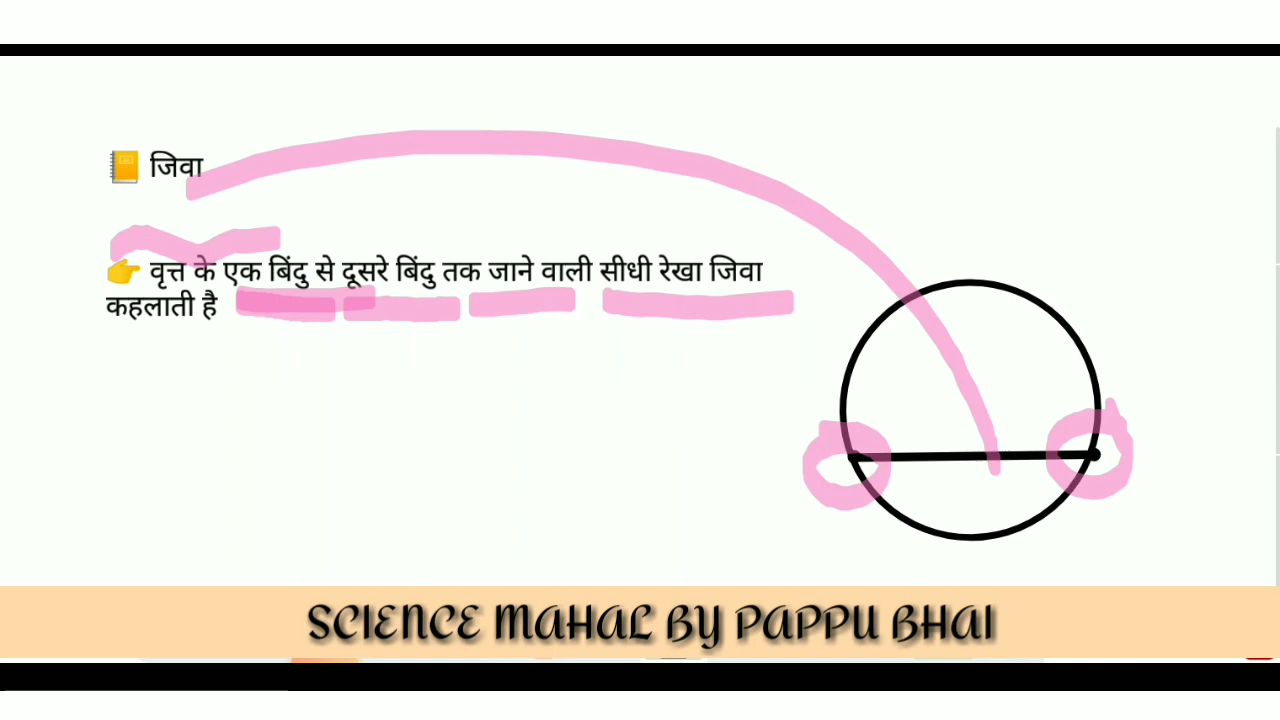 📒 जिवा
👉 वृत्त के एक बिंदु से दूसरे बिंदु तक जाने वाली सीधी रेखा जिवा
कहलाती है
SCIENCE MAHAL BY PAPPU BHAI